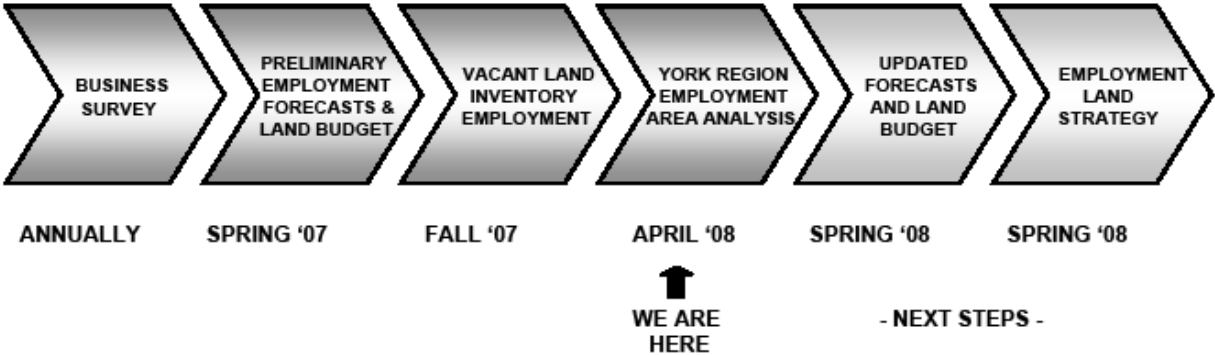 BUSINESS
SURVEY
PRELIMINARY
EMPLOYMENT
FORECASTS &
LAND BUDGET
VACANT LAND
INVENTORY
EMPLOYMENT
YORK REGION
EMPLOYMENT
AREA ANALYSIS
UPDATED
FORECASTS
AND LAND
BUDGET
EMPLOYMENT
LAND
STRATEGY
ANNUALLY
SPRING ‘07
FALL ‘07
APRIL ‘08
SPRING ‘08
SPRING ‘08
WE ARE
HERE
- NEXT STEPS -